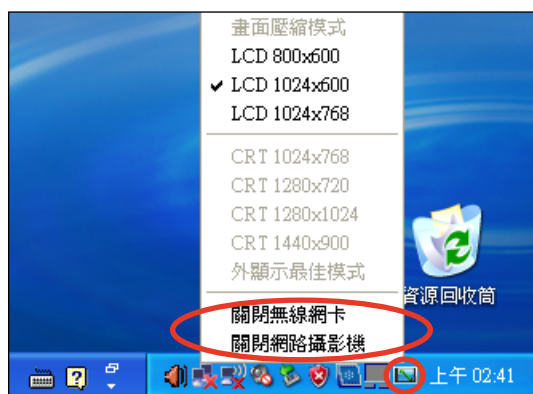 畫面壓縮模式
LCD 800x600
LCD 1024x600
LCD 1024x768
CRT 1024x768
CRT 1280x720
CRT 1280x1024
CRT 1440x900
外顯示最佳模式
資源回收筒
關閉無線網卡
關閉網路攝影機
上午 02:41